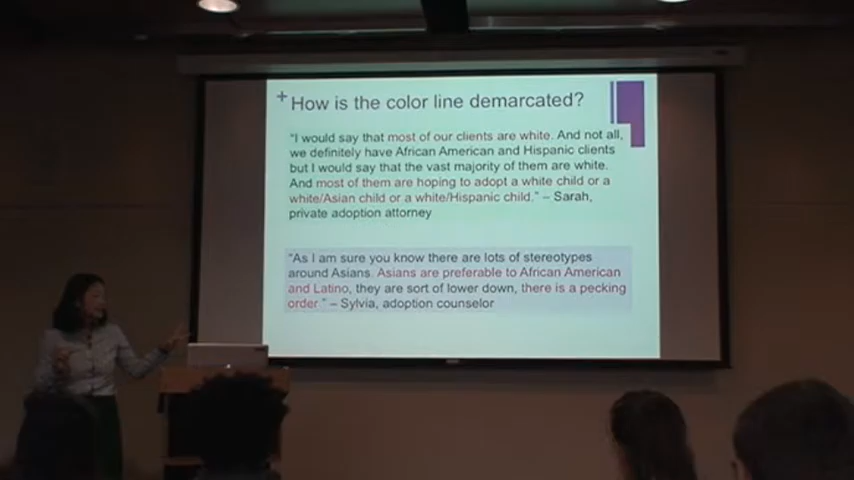 + How is the color line demarcated?
"I would say that most of our clients are white. And not all,
we definitely have African American and Hispanic clients
but I would say that the vast majority of them are white.
And most of them are hoping to adopt a white child or a
white/Asian child or a white/Hispanic child." – Sarah,
private adoption attorney
"As I am sure you know there are lots of stereotypes
around Asians. Asians are preferable to African American
and Latino, they are sort of lower down, there is a pecking
order." – Sylvia, adoption counselor